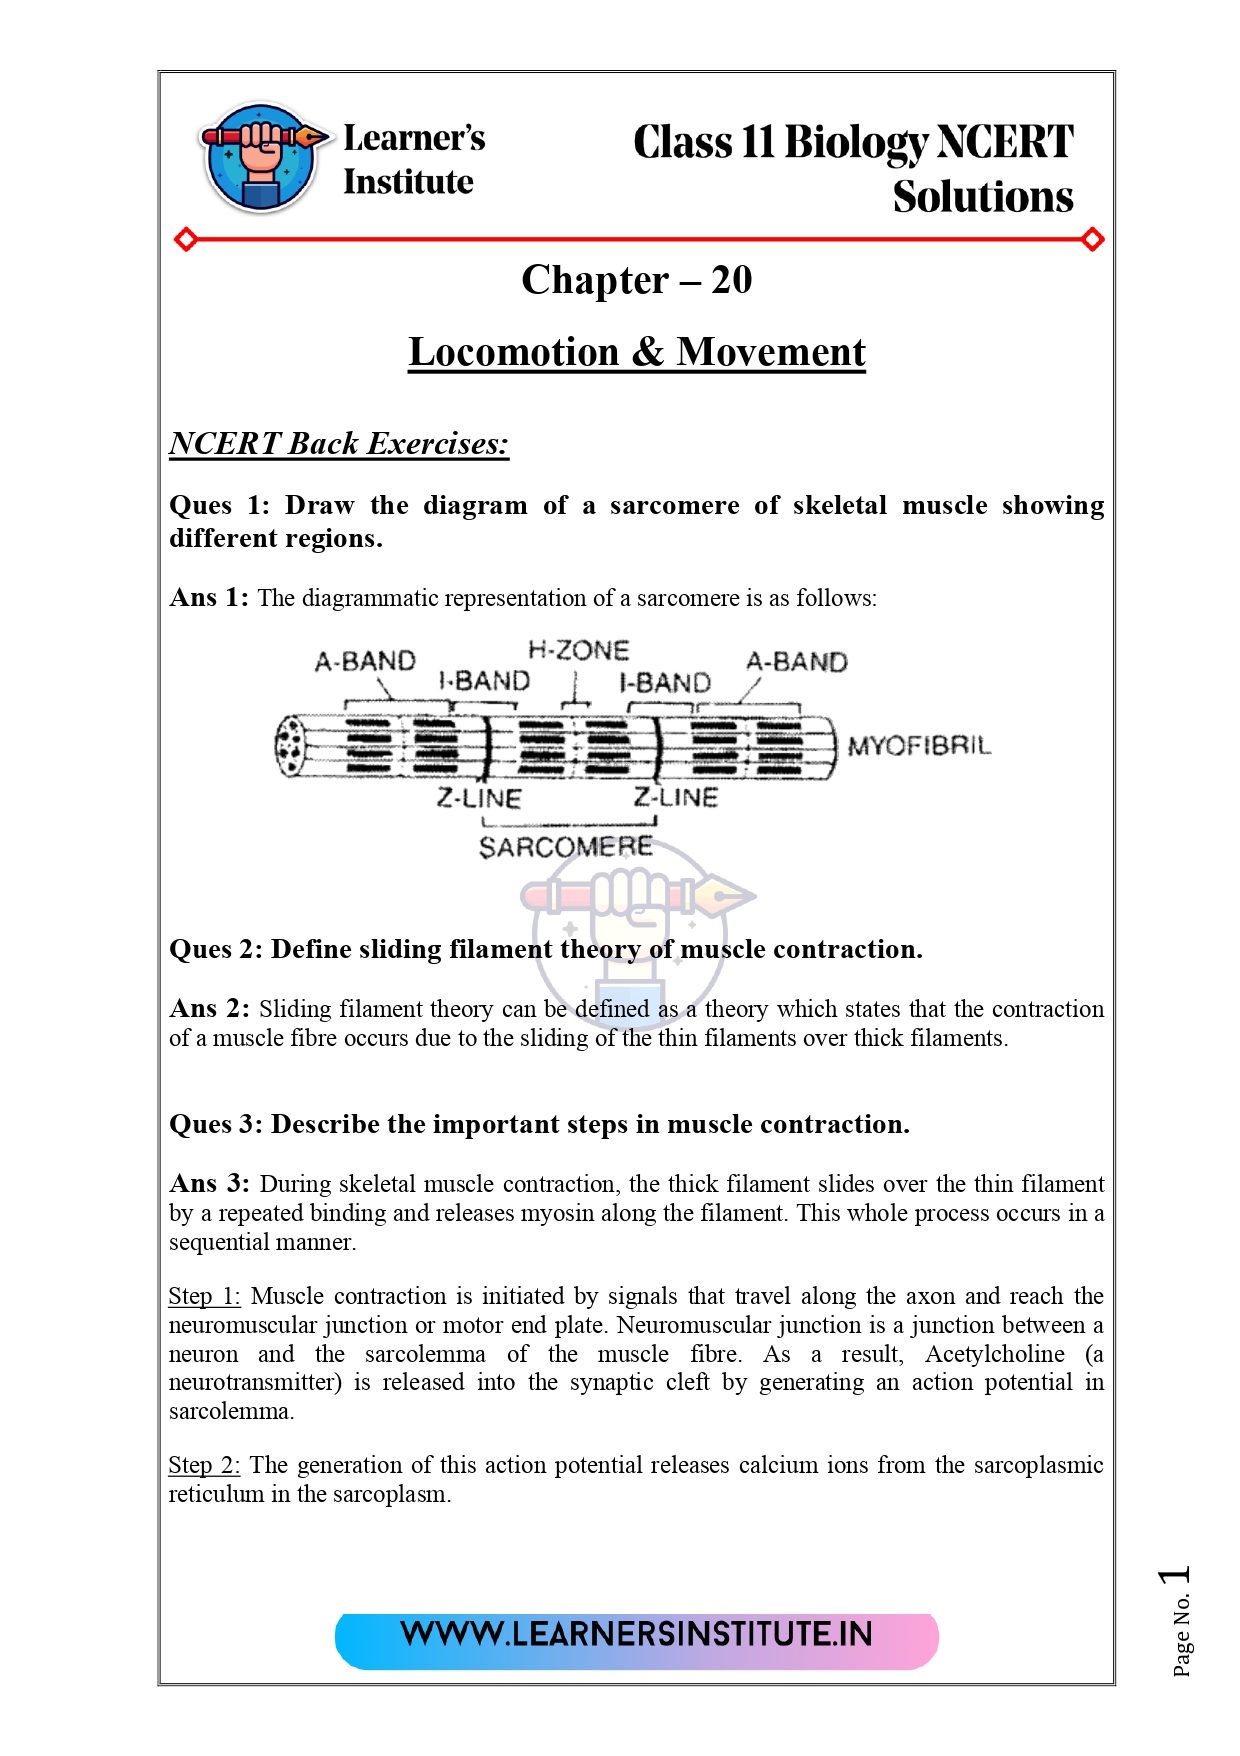 Learner's
Institute
Class 11 Biology NCERT
Solutions
Chapter – 20
Locomotion & Movement
NCERT Back Exercises:
Ques 1: Draw the diagram of a sarcomere of skeletal muscle showing
different regions.
Ans 1: The diagrammatic representation of a sarcomere is as follows:
H-ZONE
A-BAND
A-BAND
I-BAND
I-BAND
MYOFIBRIL
Z-LINE
Z-LINE
SARCOMERE
Ques 2: Define sliding filament theory of muscle contraction.
Ans 2: Sliding filament theory can be defined as a theory which states that the contraction
of a muscle fibre occurs due to the sliding of the thin filaments over thick filaments.
Ques 3: Describe the important steps in muscle contraction.
Ans 3: During skeletal muscle contraction, the thick filament slides over the thin filament
by a repeated binding and releases myosin along the filament. This whole process occurs in a
sequential manner.
Step 1: Muscle contraction is initiated by signals that travel along the axon and reach the
neuromuscular junction or motor end plate. Neuromuscular junction is a junction between a
neuron and the sarcolemma of the muscle fibre. As a result, Acetylcholine (a
neurotransmitter) is released into the synaptic cleft by generating an action potential in
sarcolemma.
Step 2: The generation of this action potential releases calcium ions from the sarcoplasmic
reticulum in the sarcoplasm.
WWW.LEARNERSINSTITUTE.IN
Page No. 1